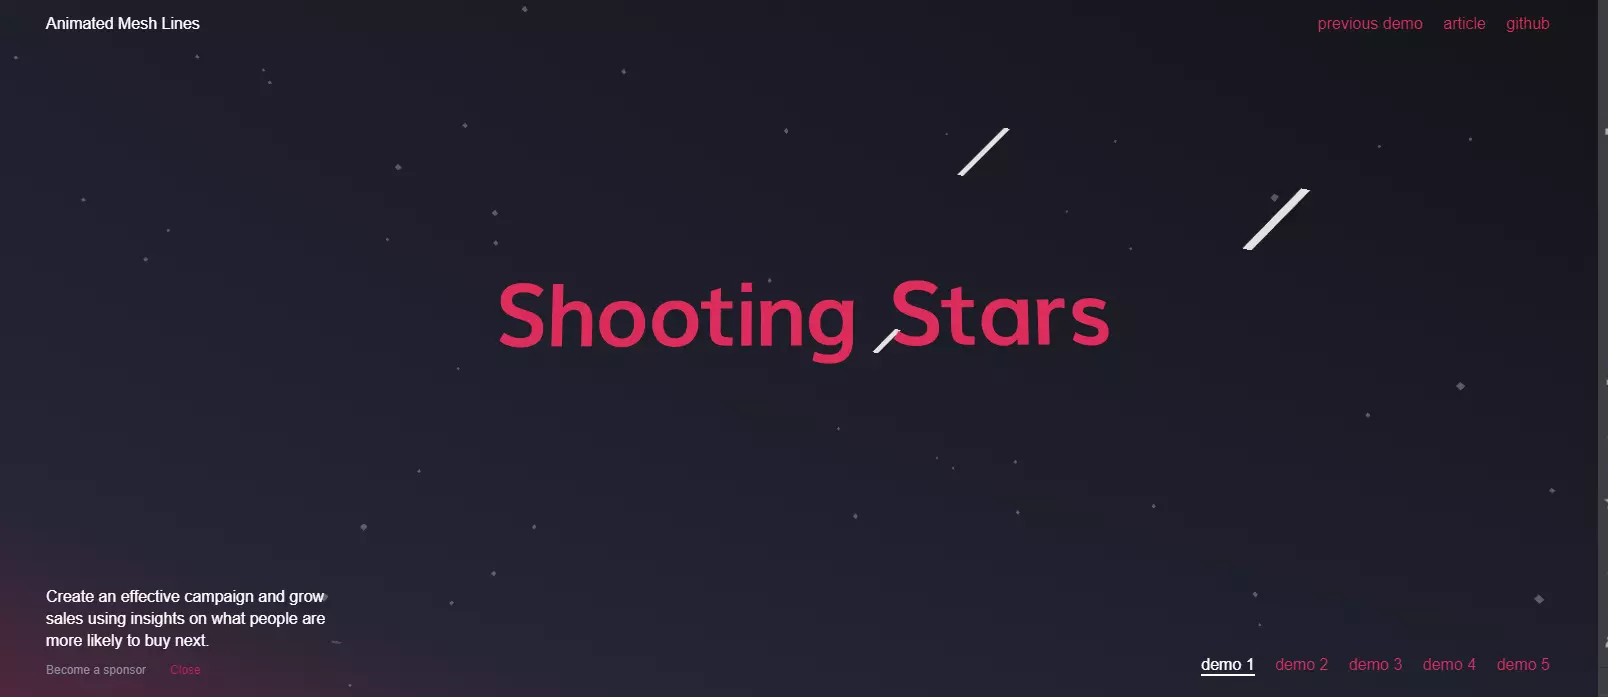 Animated Mesh Lines
previous demo article github
Shooting Stars
Create an effective campaign and grow
sales using insights on what people are
more likely to buy next.
Become a sponsor Close
demo 1 demo 2 demo 3 demo 4 demo 5